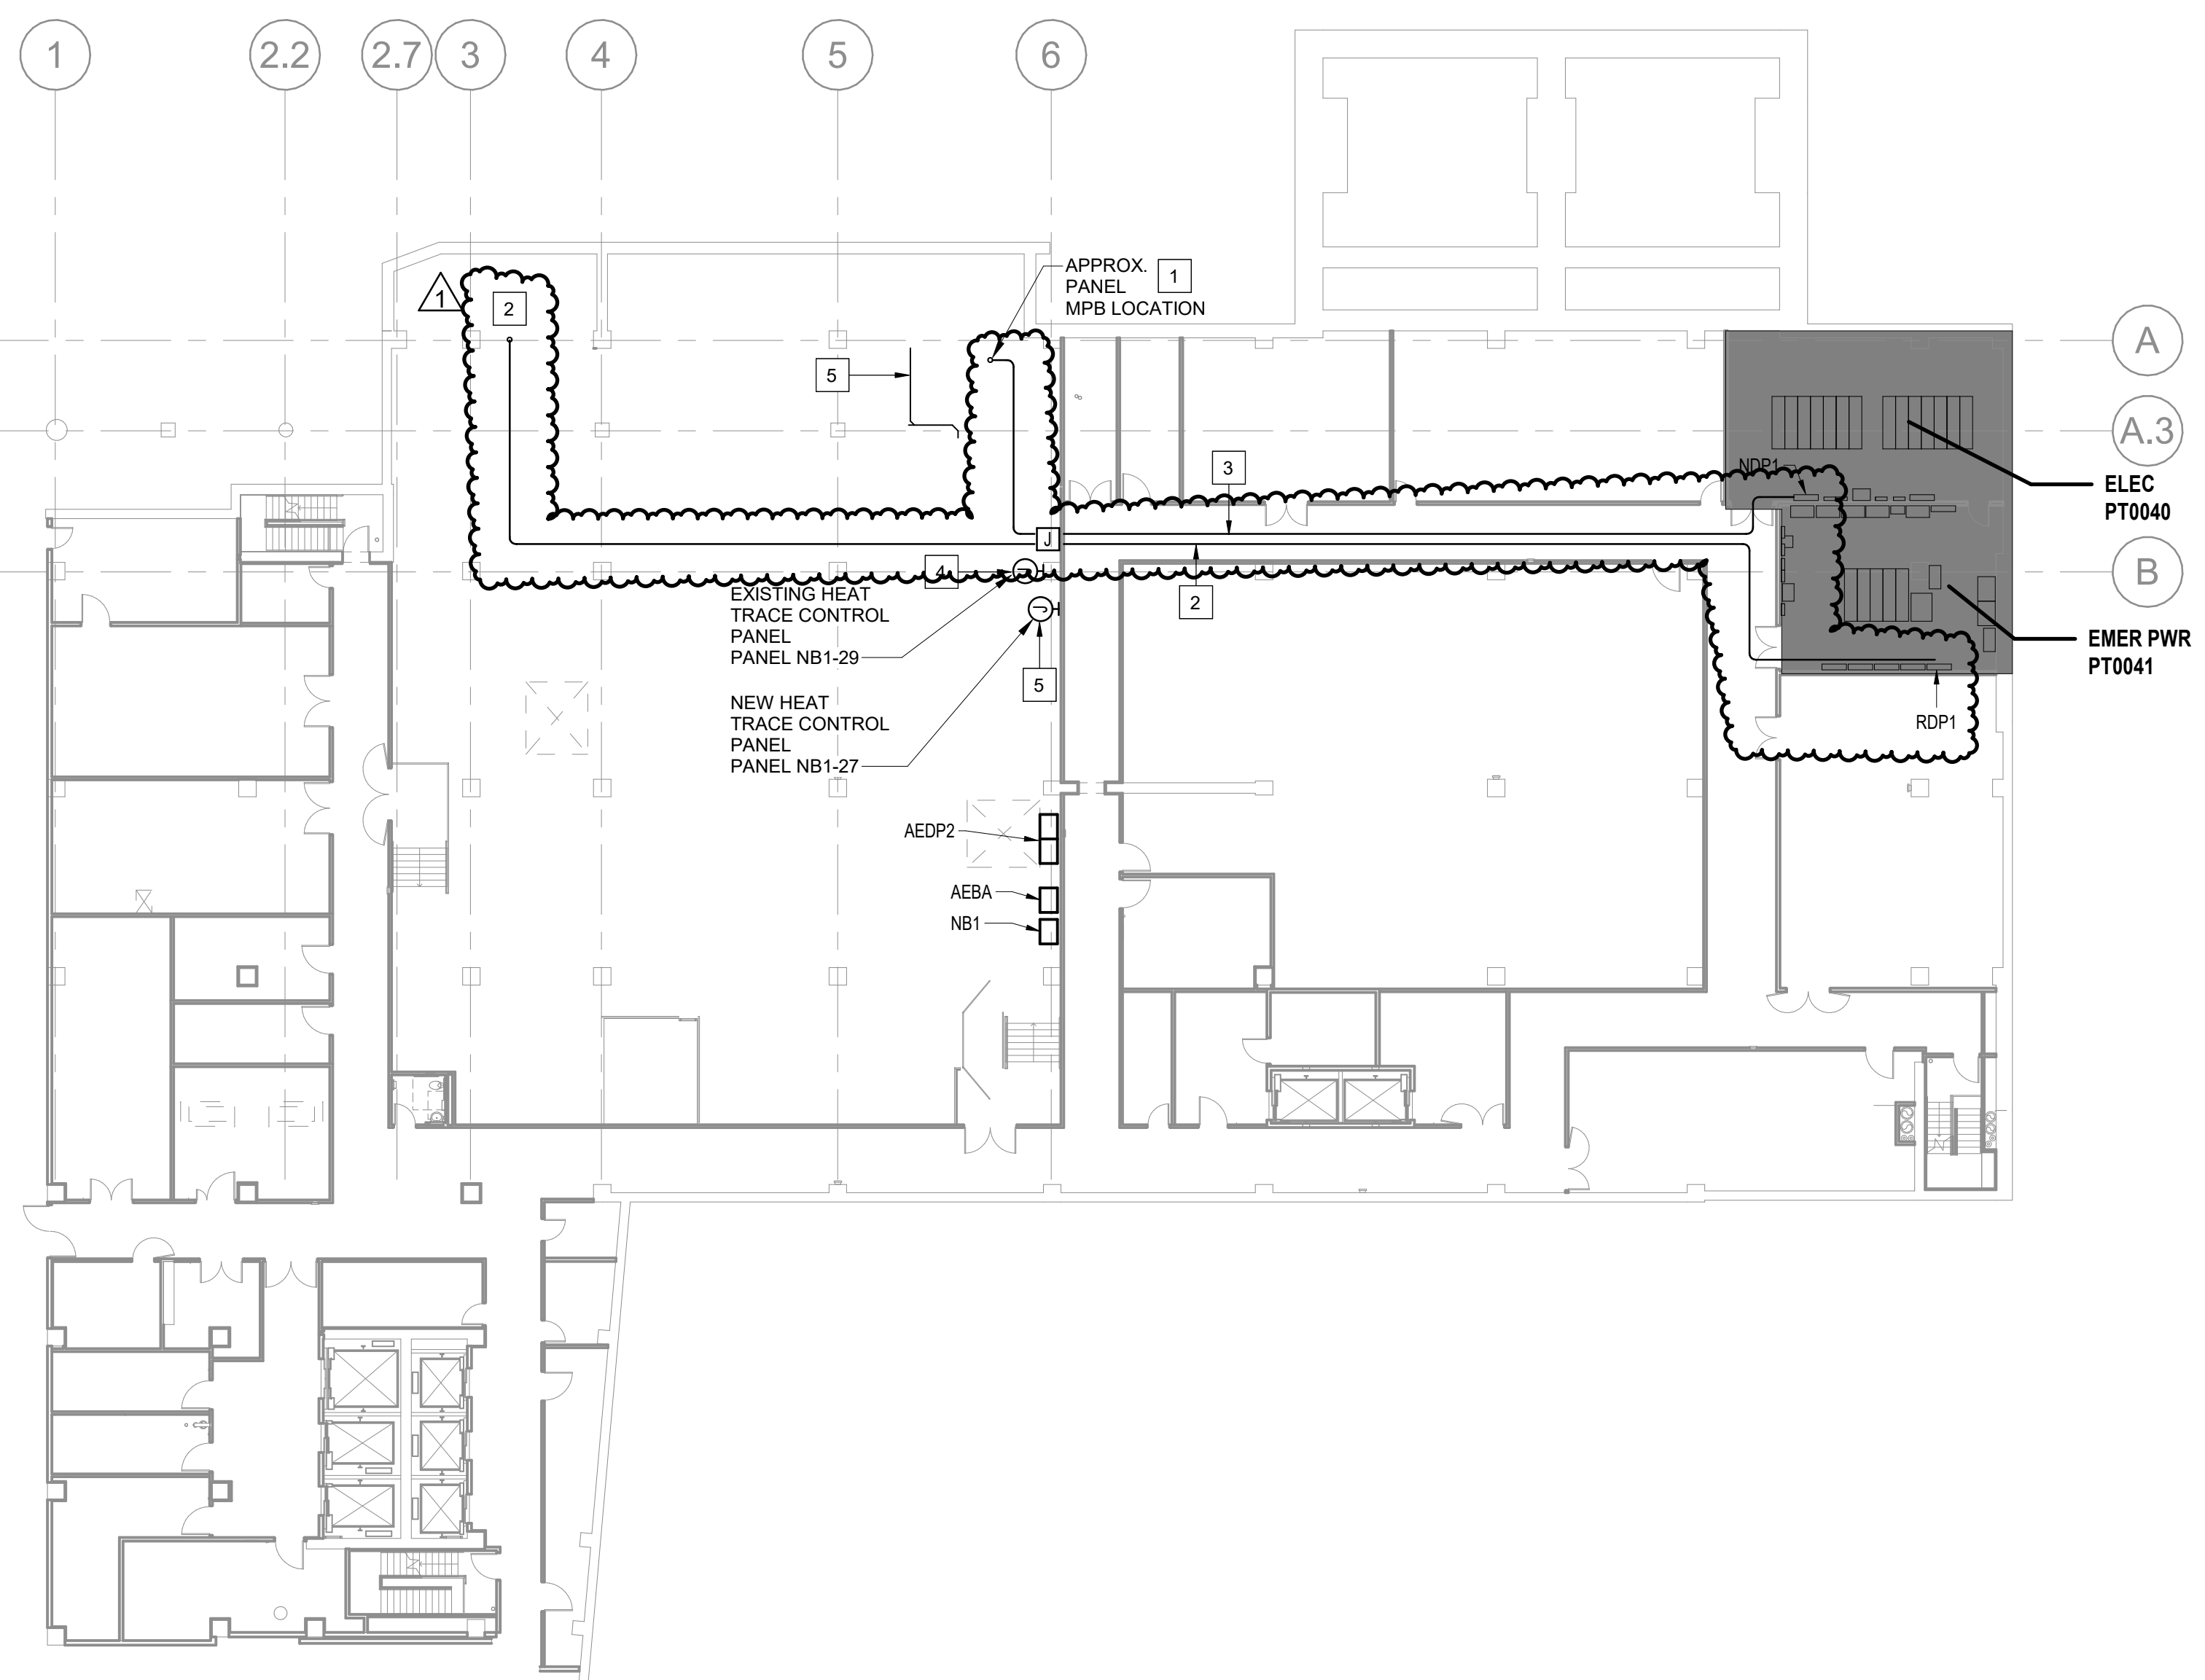 1
2.2
2.7
3
4
5
6
APPROX.
PANEL
MPB LOCATION
1
1
2
A
5
A.3
3
NDP1
ELEC
PT0040
J
4
B
2
EXISTING HEAT
TRACE CONTROL
PANEL
PANEL NB1-29
J
J
EMER PWR
PT0041
5
NEW HEAT
TRACE CONTROL
PANEL
PANEL NB1-27
RDP1
AEDP2
AEBA
NB1